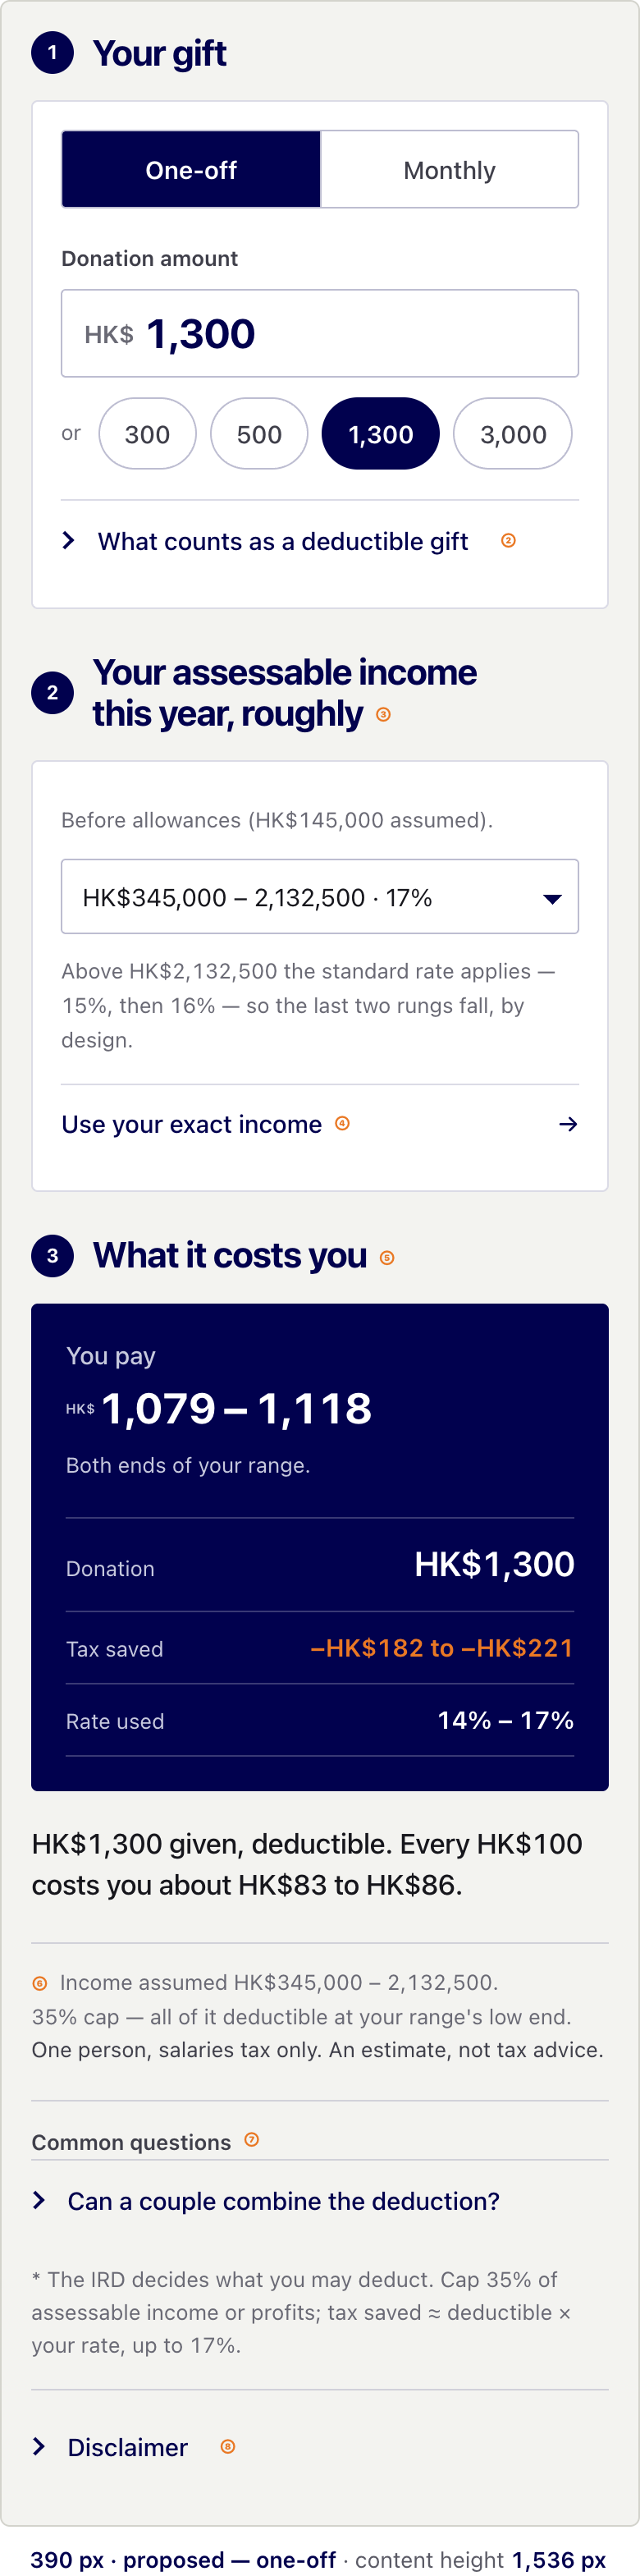 1 Your gift
One-off Monthly
Donation amount
HK$ 1,300
or 300 500 1,300 3,000
What counts as a deductible gift 2
2 Your assessable income
this year, roughly 3
Before allowances (HK$145,000 assumed).
HK$345,000 – 2,132,500 · 17%
Above HK$2,132,500 the standard rate applies —
15%, then 16% — so the last two rungs fall, by
design.
Use your exact income 4 →
3 What it costs you 5
You pay
HK$ 1,079 – 1,118
Both ends of your range.
Donation HK$1,300
Tax saved –HK$182 to –HK$221
Rate used 14% – 17%
HK$1,300 given, deductible. Every HK$100
costs you about HK$83 to HK$86.
6 Income assumed HK$345,000 – 2,132,500.
35% cap — all of it deductible at your range's low end.
One person, salaries tax only. An estimate, not tax advice.
Common questions 7
Can a couple combine the deduction?
* The IRD decides what you may deduct. Cap 35% of
assessable income or profits; tax saved ≈ deductible ×
your rate, up to 17%.
Disclaimer 8
390 px · proposed — one-off · content height 1,536 px